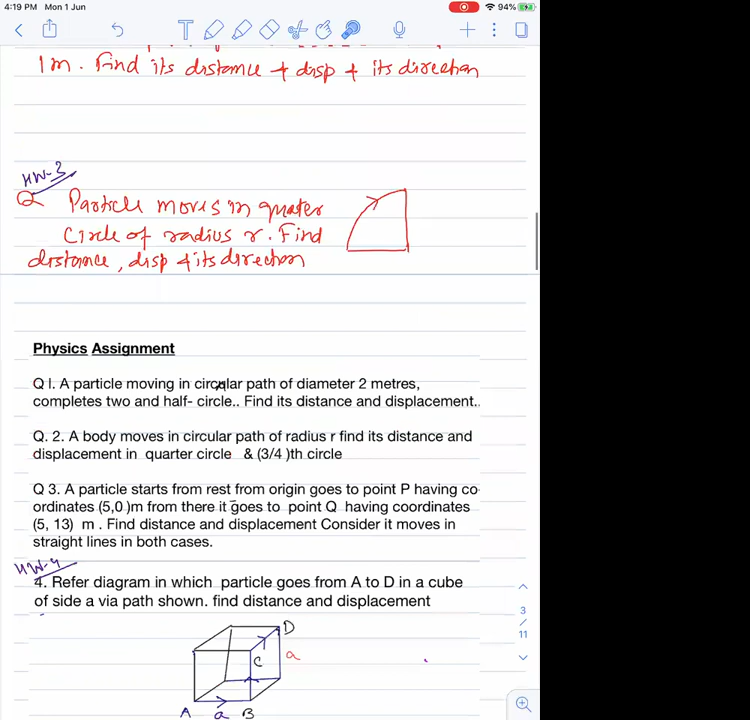 4:19 PM Mon 1 Jun
94%
1m. Find its distance + disp + its direction
HW-3
Q Particle moves in quater
Circle of radius r. Find
distance, disp & its direction
Physics Assignment
Q I. A particle moving in circular path of diameter 2 metres,
completes two and half- circle.. Find its distance and displacement..
Q. 2. A body moves in circular path of radius r find its distance and
displacement in quarter circle & (3/4 )th circle
Q 3. A particle starts from rest from origin goes to point P having co-
ordinates (5,0 )m from there it goes to point Q having coordinates
(5, 13) m . Find distance and displacement Consider it moves in
straight lines in both cases.
HW-4
4. Refer diagram in which particle goes from A to D in a cube
of side a via path shown. find distance and displacement
D
C
a
A
a
B
3
/
11